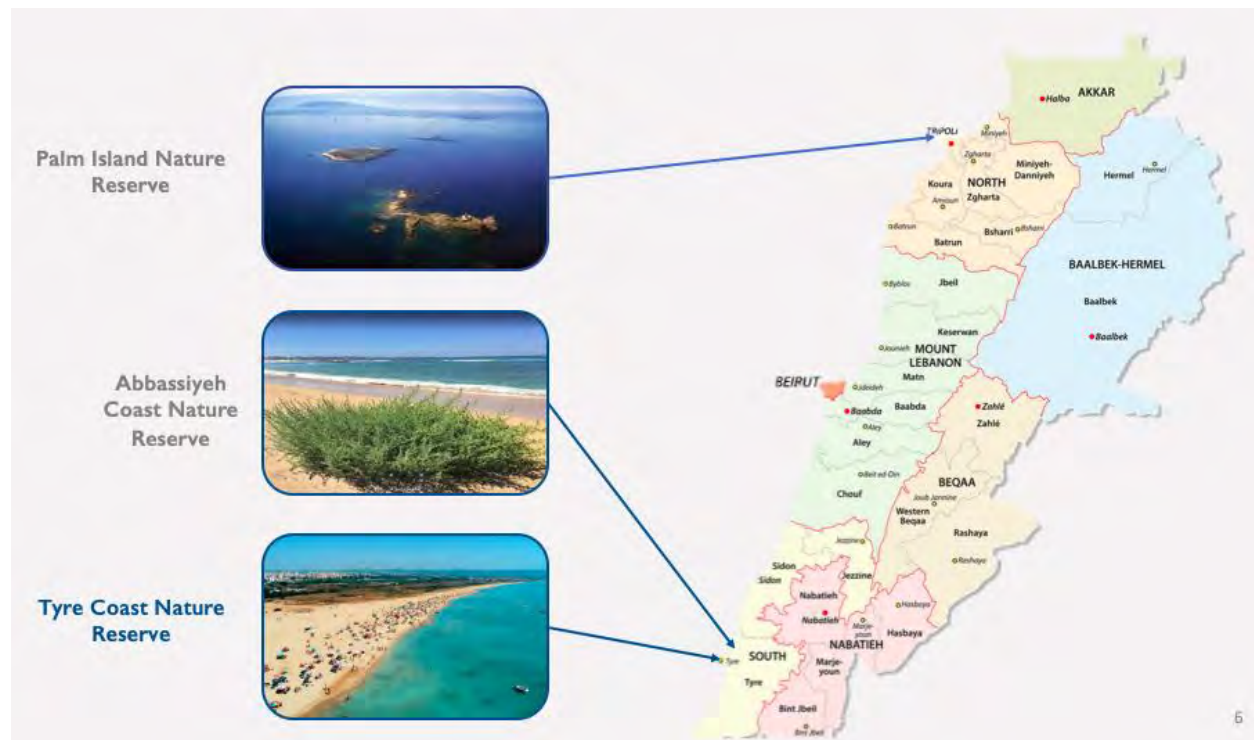 Palm Island Nature
Reserve
Abbassiyeh
Coast Nature
Reserve
Tyre Coast Nature
Reserve
AKKAR
Halba
TRIPOLI
Miniyeh
Zgharta
Miniyeh-
Danniyeh
Koura
NORTH
Zgharta
Amioun
Hermel
Hermel
Batrun
Bsharri
Bsharri
Batrun
BAALBEK-HERMEL
Byblos
Jbeil
Baalbek
Keserwan
Baalbek
Jounieh
MOUNT
LEBANON
Matn
BEIRUT
Jdeideh
Baabda
Baabda
Zahlé
Zahlé
Aley
Aley
Beit ed-Din
Chouf
BEQAA
Joub Jannine
Western
Beqaa
Rashaya
Rashaya
Jezzine
Sidon
Sidon
Jezzine
Nabatieh
Nabatieh
Hasbaya
Hasbaya
Marje-
youn
NABATIEH
SOUTH
Tyre
Tyre
Marje-
youn
Bint Jbeil
Bint Jbeil
6